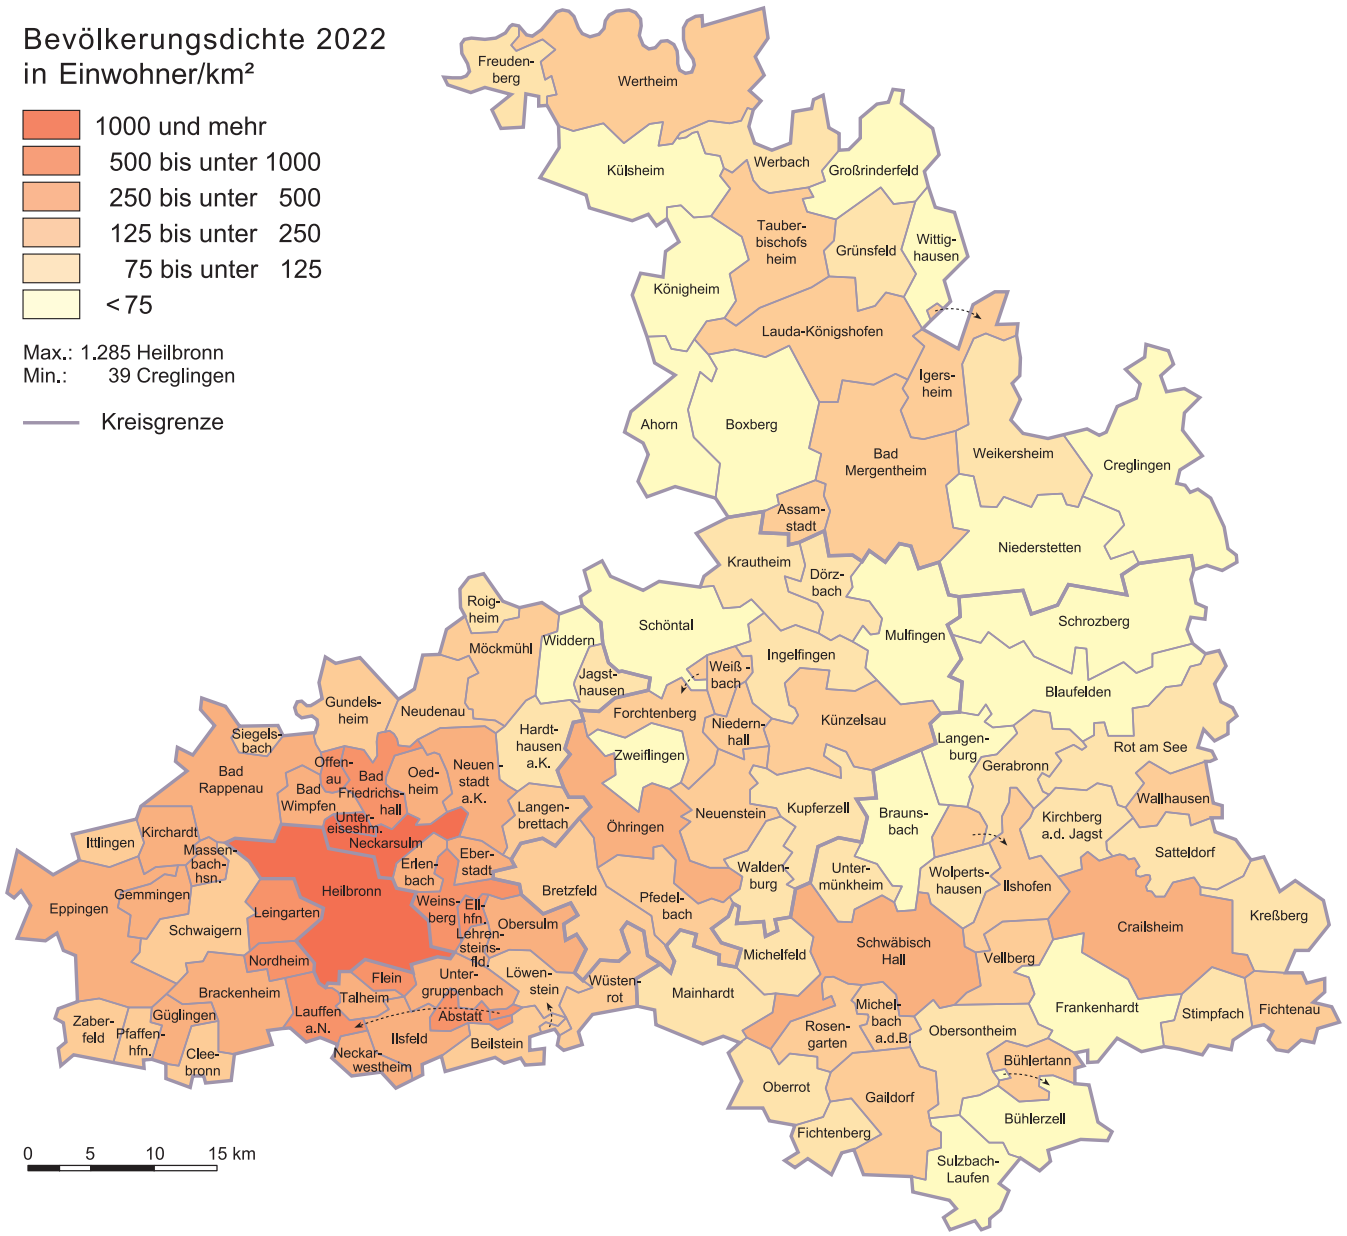 Bevölkerungsdichte 2022
in Einwohner/km²
1000 und mehr
500 bis unter 1000
250 bis unter 500
125 bis unter 250
75 bis unter 125
< 75
Max.: 1.285 Heilbronn
Min.: 39 Creglingen
Kreisgrenze
Freuden-
berg
Wertheim
Külsheim
Werbach
Großrinderfeld
Tauber-
bischofs
heim
Grünsfeld
Wittig-
hausen
Königheim
Lauda-Königshofen
Igers-
heim
Ahorn
Boxberg
Bad
Mergentheim
Weikersheim
Creglingen
Assam-
stadt
Niederstetten
Krautheim
Dörz-
bach
Roig-
heim
Schöntal
Mulfingen
Schrozberg
Widdern
Möckmühl
Ingelfingen
Weiß -
bach
Jagst-
hausen
Blaufelden
Gundels-
heim
Neudenau
Forchtenberg
Künzelsau
Niedern-
hall
Siegels-
bach
Hardt-
hausen
a.K.
Langen-
burg
Rot am See
Zweiflingen
Offen-
au
Bad
Rappenau
Bad
Friedrichs-
hall
Oed-
heim
Neuen-
stadt
a.K.
Gerabronn
Bad
Wimpfen
Wallhausen
Langen-
brettach
Neuenstein
Kupferzell
Brauns-
bach
Kirchberg
a.d. Jagst
Unter-
eiseshm.
Öhringen
Ittlingen
Kirchardt
Neckarsulm
Massen-
bach-
hsn.
Satteldorf
Erlen-
bach
Eber-
stadt
Walden-
burg
Unter-
münkheim
Wolperts-
hausen
Ilshofen
Heilbronn
Bretzfeld
Gemmingen
Pfedel-
bach
Eppingen
Leingarten
Weins-
berg
Ell-
hfn.
Obersulm
Kreßberg
Crailsheim
Schwaigern
Lehren-
steins-
fld.
Schwäbisch
Hall
Michelfeld
Vellberg
Nordheim
Flein
Unter-
gruppenbach
Löwen-
stein
Wüsten-
rot
Mainhardt
Brackenheim
Talheim
Michel-
bach
a.d.B.
Frankenhardt
Stimpfach
Fichtenau
Zaber-
feld
Pfaffen-
hfn.
Güglingen
Lauffen
a.N.
Abstatt
Rosen-
garten
Obersontheim
Ilsfeld
Beilstein
Clee-
bronn
Neckar-
westheim
Bühlertann
Oberrot
Gaildorf
Bühlerzell
Fichtenberg
Sulzbach-
Laufen
0 5 10 15 km